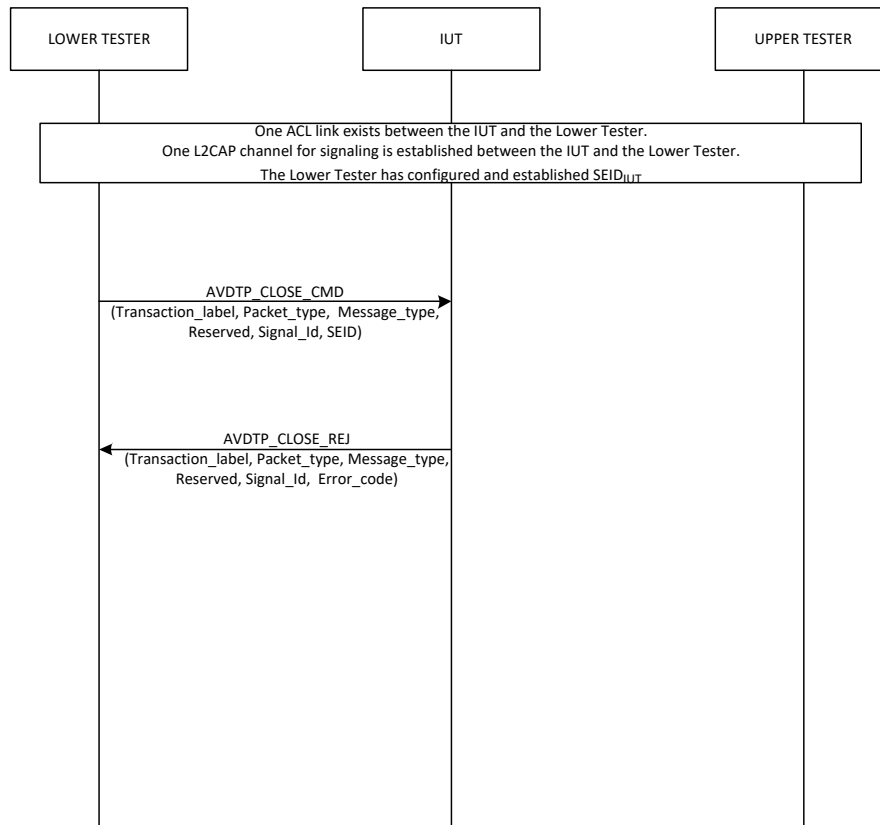 LOWER TESTER
IUT
UPPER TESTER
One ACL link exists between the IUT and the Lower Tester.
One L2CAP channel for signaling is established between the IUT and the Lower Tester.
The Lower Tester has configured and established SEIDIUT
AVDTP_CLOSE_CMD
(Transaction_label, Packet_type, Message_type,
Reserved, Signal_Id, SEID)
AVDTP_CLOSE_REJ
(Transaction_label, Packet_type, Message_type,
Reserved, Signal_Id, Error_code)